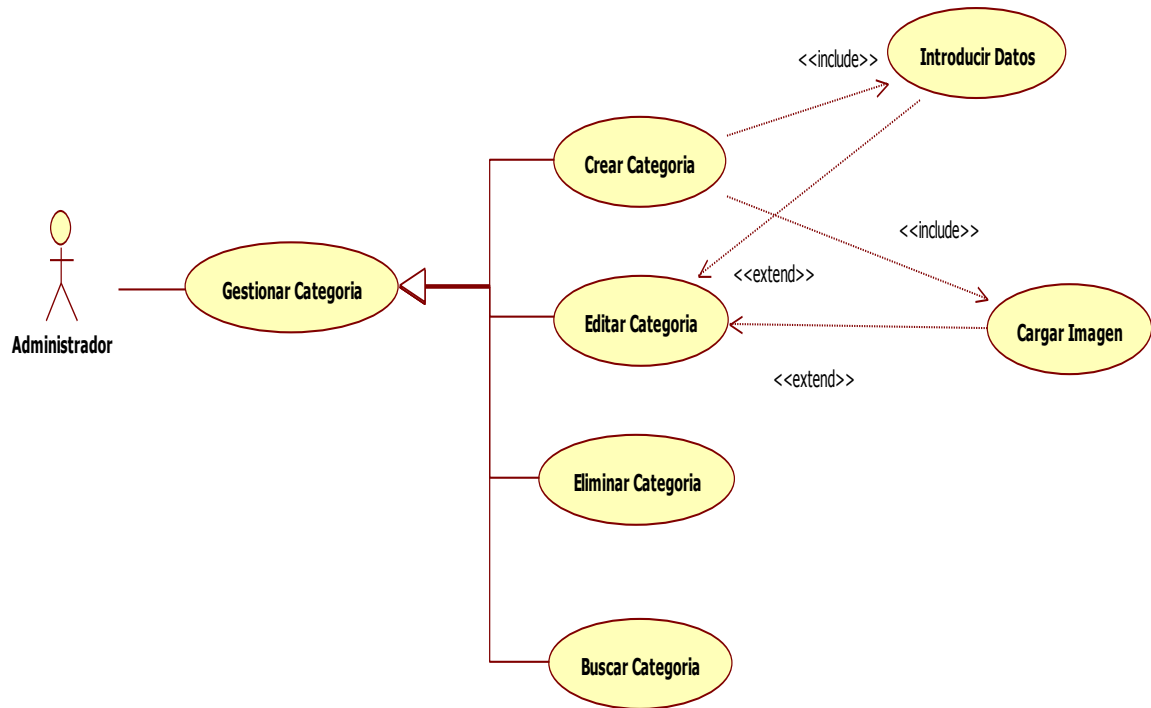 <<include>>
Introducir Datos
Crear Categoria
<<include>>
Gestionar Categoria
<<extend>>
Editar Categoria
Cargar Imagen
Administrador
<<extend>>
Eliminar Categoria
Buscar Categoria